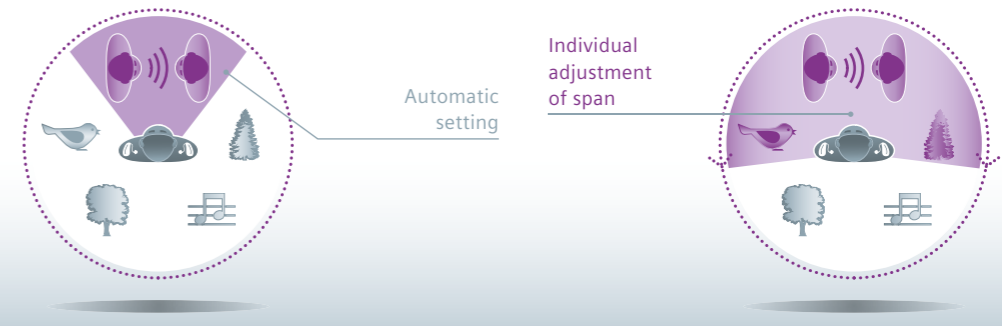 Automatic
setting
Individual
adjustment
of span